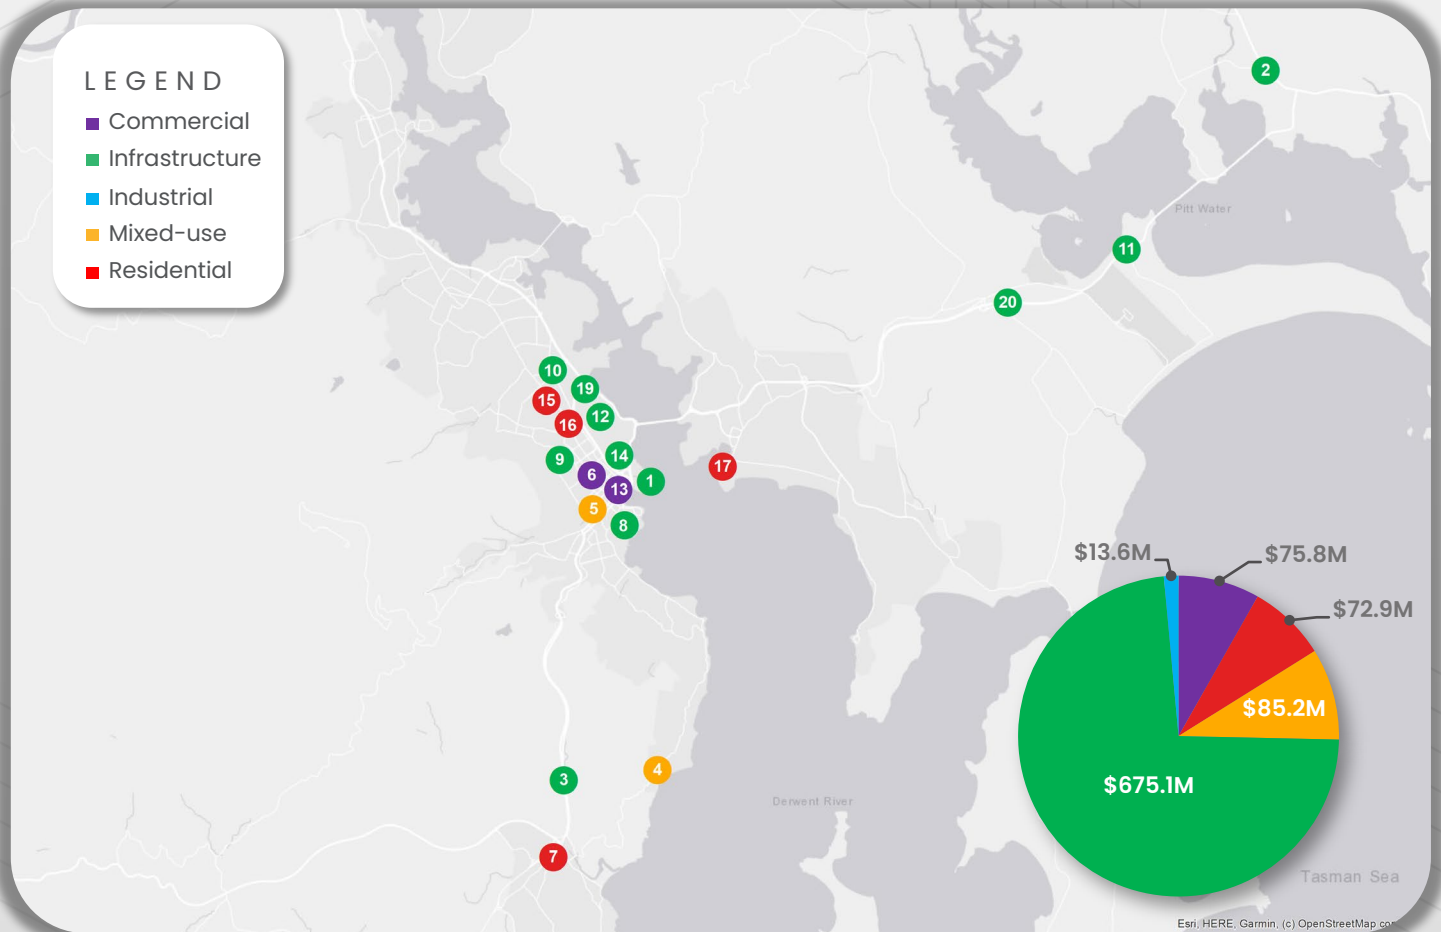 LEGEND
Commercial
Infrastructure
Industrial
Mixed-use
Residential
2
Pitt Water
11
20
10
19
15
12
16
14
9
17
6
1
13
5
8
$13.6M
$75.8M
$72.9M
$85.2M
$675.1M
3
4
Derwent River
7
Tasman Sea
Esri, HERE, Garmin, (c) OpenStreetMap